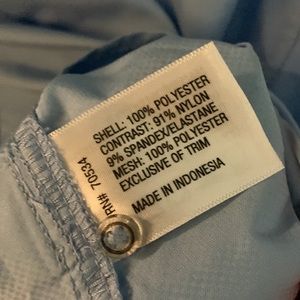 SHELL: 100% POLYESTER
CONTRAST: 91% NYLON
9% SPANDEX/ELASTANE
MESH: 100% POLYESTER
EXCLUSIVE OF TRIM
MADE IN INDONESIA
RN# 70534